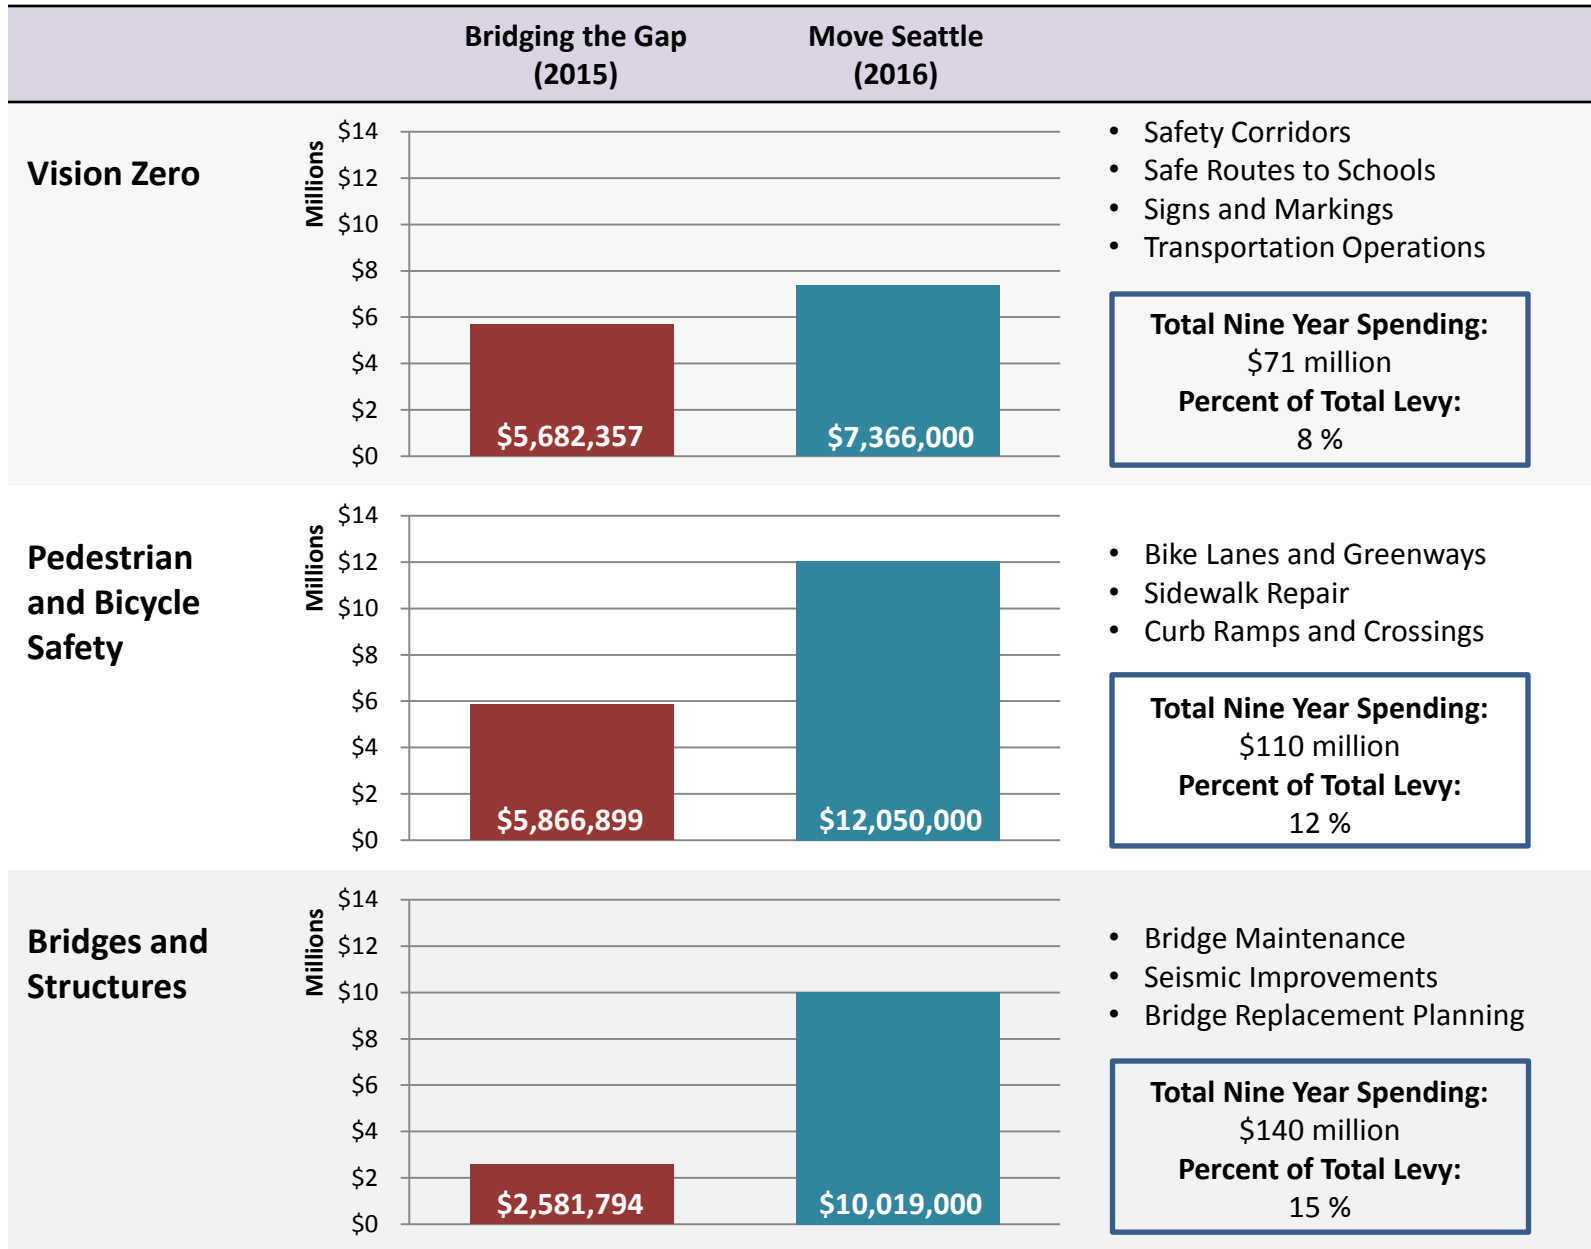 Bridging the Gap
(2015)
Move Seattle
(2016)
Vision Zero
Millions
$14
$12
$10
$8
$6
$4
$2
$0
$5,682,357
$7,366,000
• Safety Corridors
• Safe Routes to Schools
• Signs and Markings
• Transportation Operations
Total Nine Year Spending:
$71 million
Percent of Total Levy:
8 %
Pedestrian
and Bicycle
Safety
Millions
$14
$12
$10
$8
$6
$4
$2
$0
$5,866,899
$12,050,000
• Bike Lanes and Greenways
• Sidewalk Repair
• Curb Ramps and Crossings
Total Nine Year Spending:
$110 million
Percent of Total Levy:
12 %
Bridges and
Structures
Millions
$14
$12
$10
$8
$6
$4
$2
$0
$2,581,794
$10,019,000
• Bridge Maintenance
• Seismic Improvements
• Bridge Replacement Planning
Total Nine Year Spending:
$140 million
Percent of Total Levy:
15 %